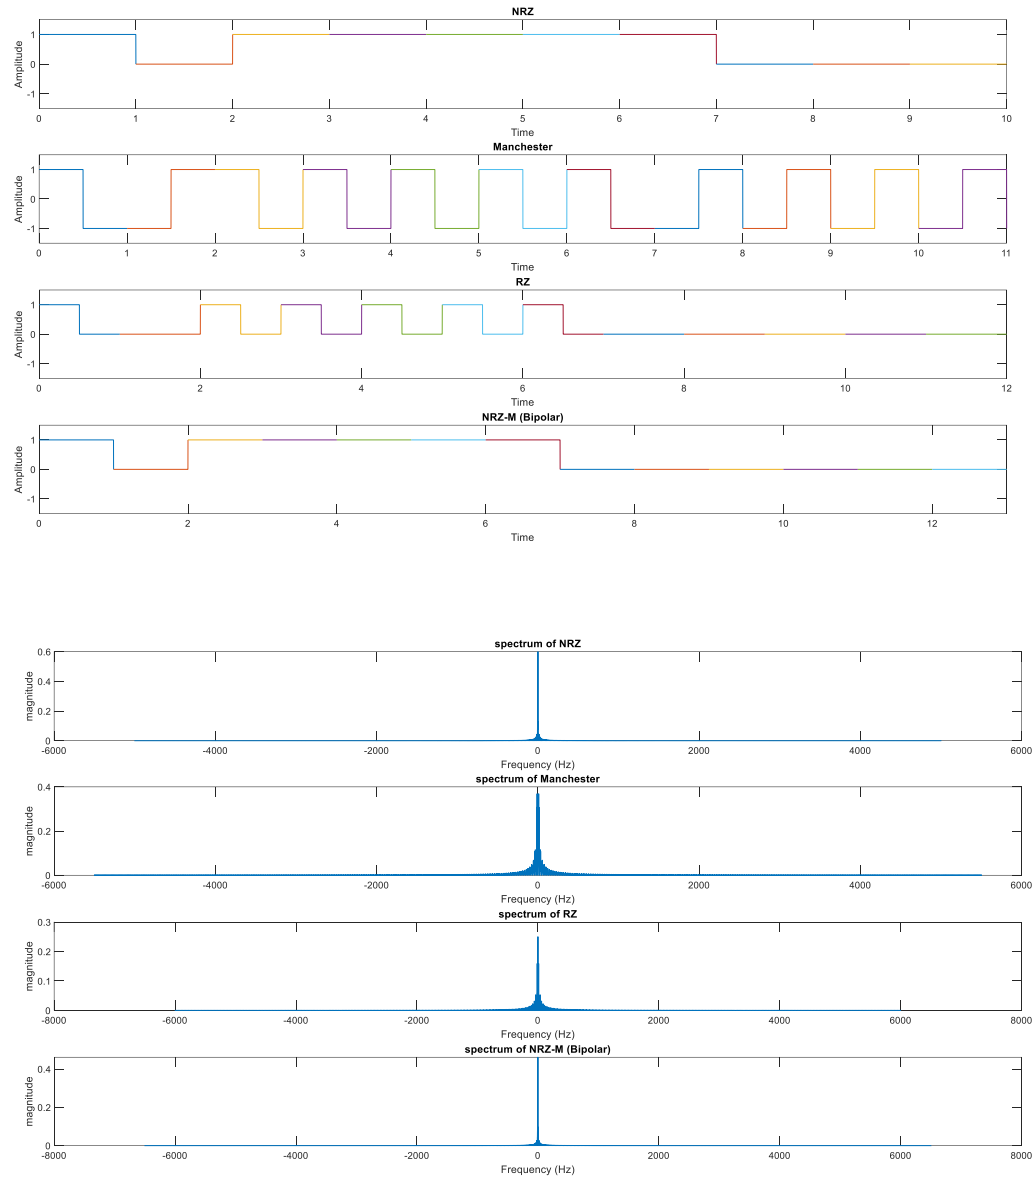 NRZ
Amplitude
1
0
-1
0 1 2 3 4 5 6 7 8 9 10
Time
Manchester
Amplitude
1
0
-1
0 1 2 3 4 5 6 7 8 9 10 11
Time
RZ
Amplitude
1
0
-1
0 2 4 6 8 10 12
Time
NRZ-M (Bipolar)
Amplitude
1
0
-1
0 2 4 6 8 10 12
Time
spectrum of NRZ
magnitude
0.6
0.4
0.2
0
-6000 -4000 -2000 0 2000 4000 6000
Frequency (Hz)
spectrum of Manchester
magnitude
0.4
0.2
0
-6000 -4000 -2000 0 2000 4000 6000
Frequency (Hz)
spectrum of RZ
magnitude
0.3
0.2
0.1
0
-8000 -6000 -4000 -2000 0 2000 4000 6000 8000
Frequency (Hz)
spectrum of NRZ-M (Bipolar)
magnitude
0.4
0.2
0
-8000 -6000 -4000 -2000 0 2000 4000 6000 8000
Frequency (Hz)